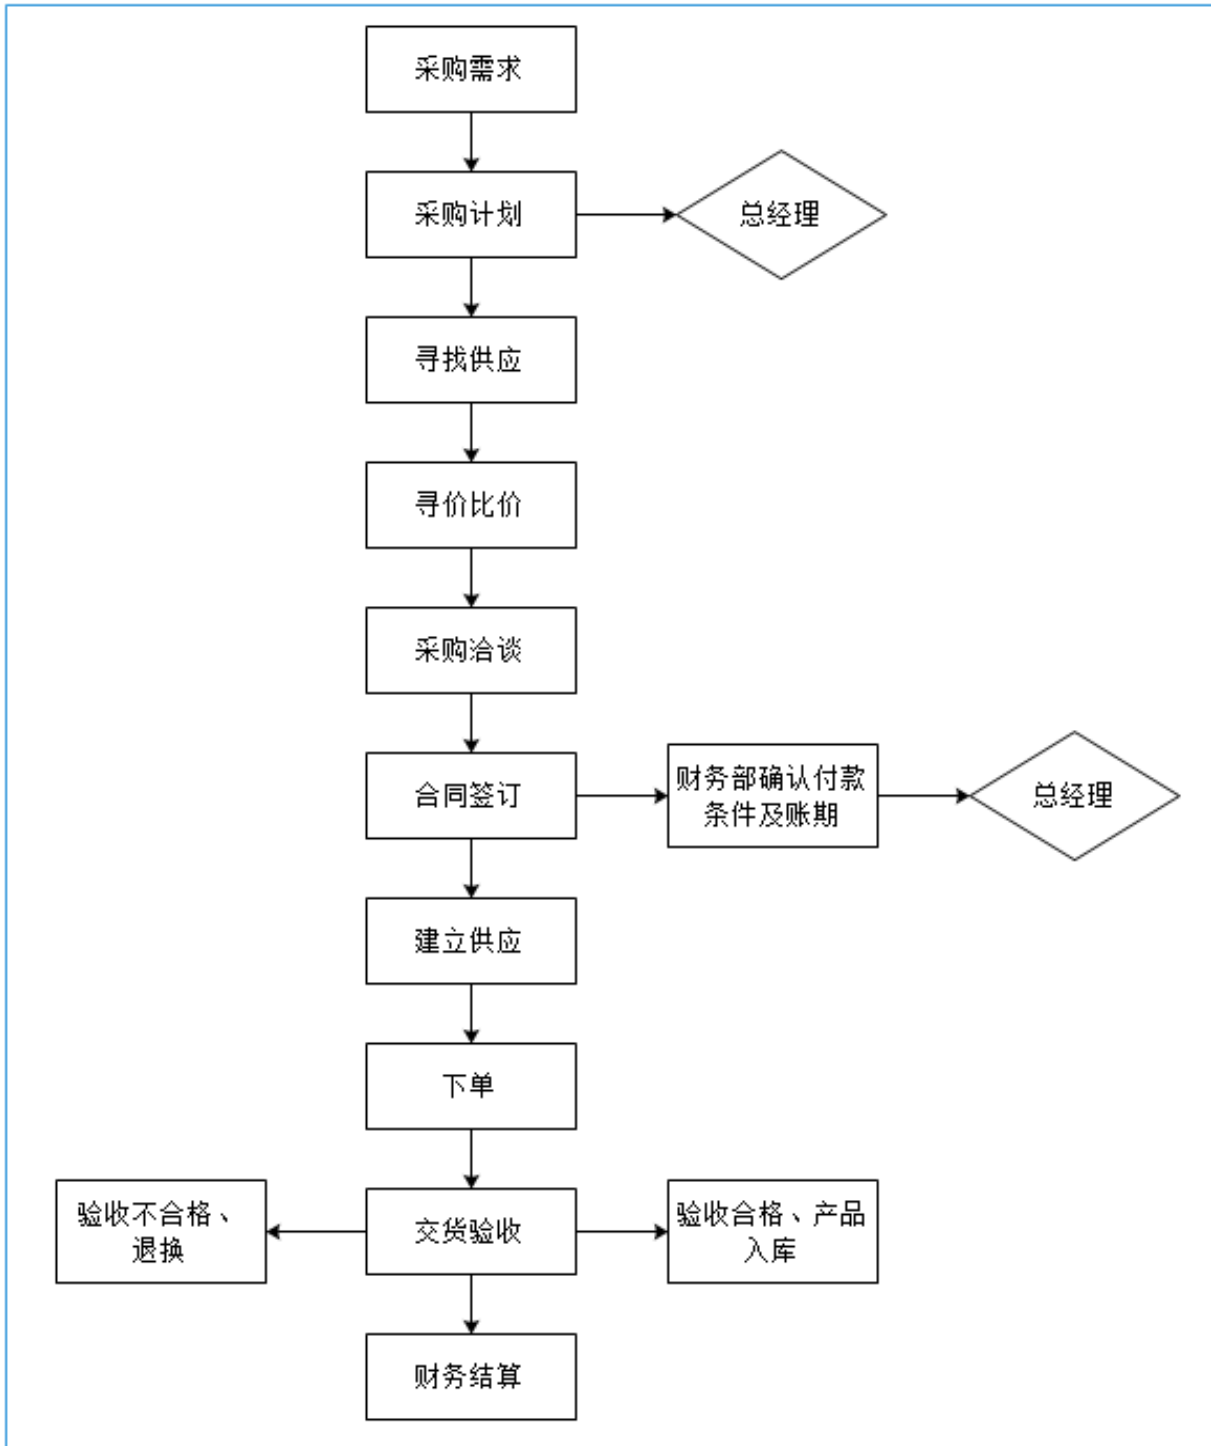 采购需求
采购计划
总经理
寻找供应
寻价比价
采购洽谈
合同签订
财务部确认付款
条件及账期
总经理
建立供应
下单
验收不合格、
退换
交货验收
验收合格、产品
入库
财务结算